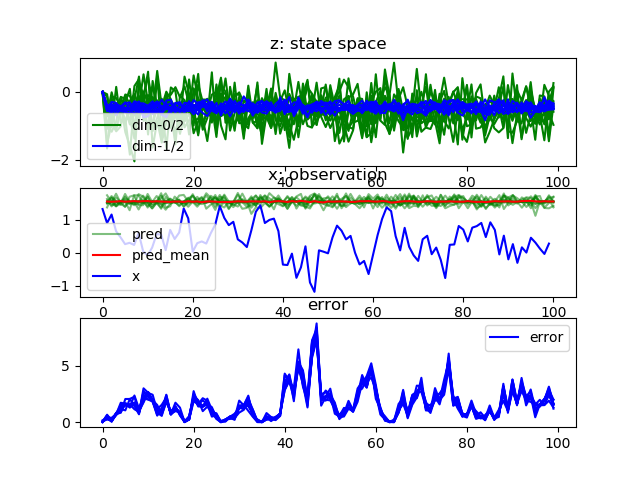 z: state space
0
−2
dim-0/2
dim-1/2
0
20
40
60
80
100
x: observation
1
0
−1
pred
pred_mean
x
0
20
40
60
80
100
error
5
0
error
0
20
40
60
80
100